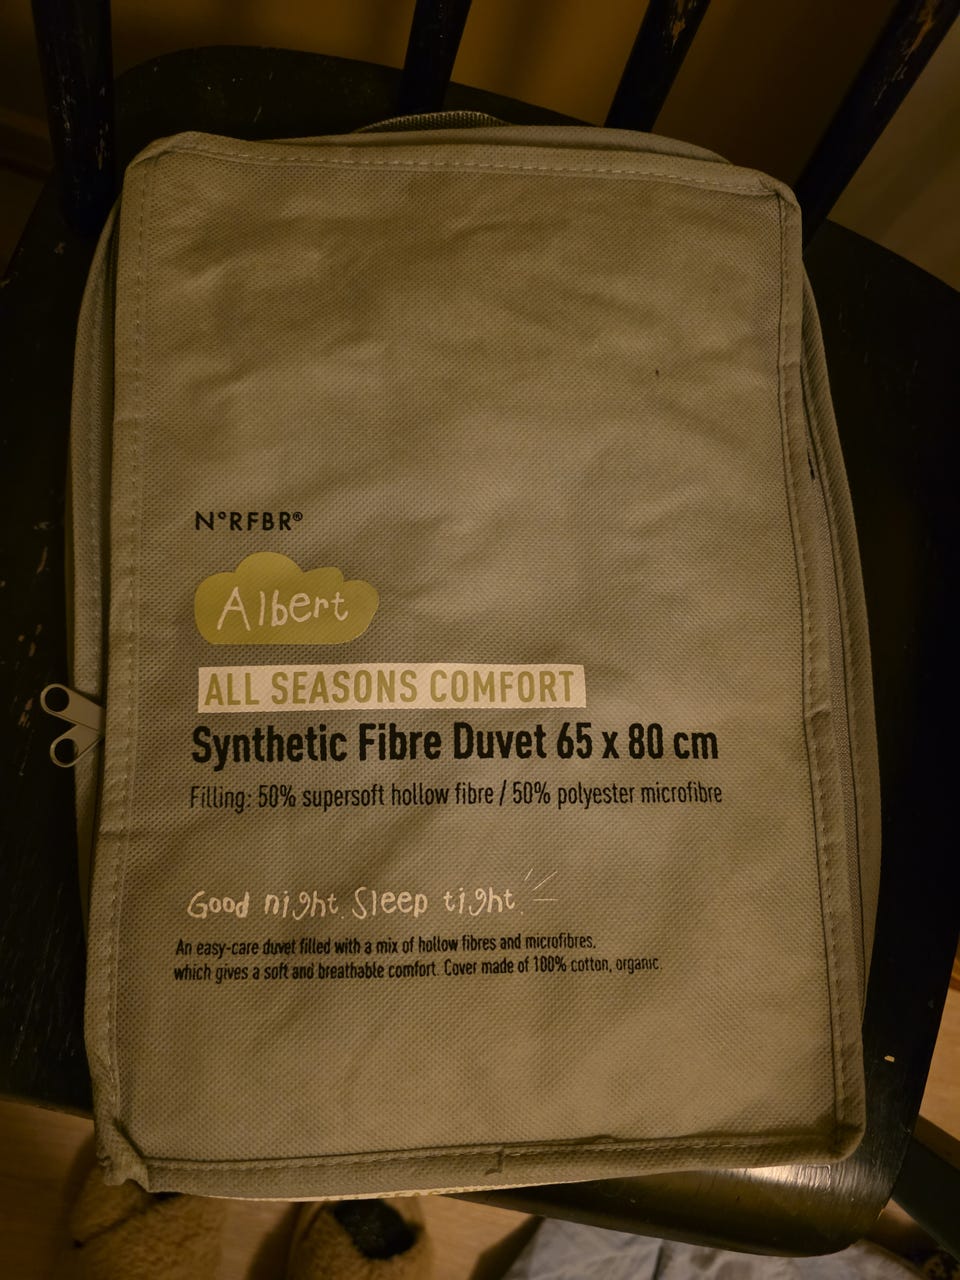 N°RFBR®
Albert
ALL SEASONS COMFORT
Synthetic Fibre Duvet 65 x 80 cm
Filling: 50% supersoft hollow fibre / 50% polyester microfibre
Good night. Sleep tight.
An easy-care duvet filled with a mix of hollow fibres and microfibres,
which gives a soft and breathable comfort. Cover made of 100% cotton, organic.